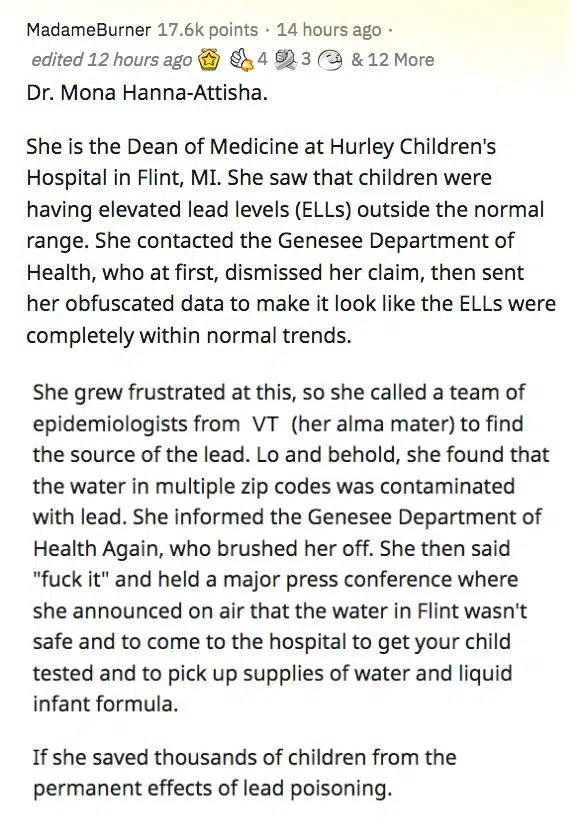 MadameBurner 17.6k points · 14 hours ago ·
edited 12 hours ago 4 3 & 12 More
Dr. Mona Hanna-Attisha.
She is the Dean of Medicine at Hurley Children's
Hospital in Flint, MI. She saw that children were
having elevated lead levels (ELLs) outside the normal
range. She contacted the Genesee Department of
Health, who at first, dismissed her claim, then sent
her obfuscated data to make it look like the ELLs were
completely within normal trends.
She grew frustrated at this, so she called a team of
epidemiologists from VT (her alma mater) to find
the source of the lead. Lo and behold, she found that
the water in multiple zip codes was contaminated
with lead. She informed the Genesee Department of
Health Again, who brushed her off. She then said
"fuck it" and held a major press conference where
she announced on air that the water in Flint wasn't
safe and to come to the hospital to get your child
tested and to pick up supplies of water and liquid
infant formula.
If she saved thousands of children from the
permanent effects of lead poisoning.